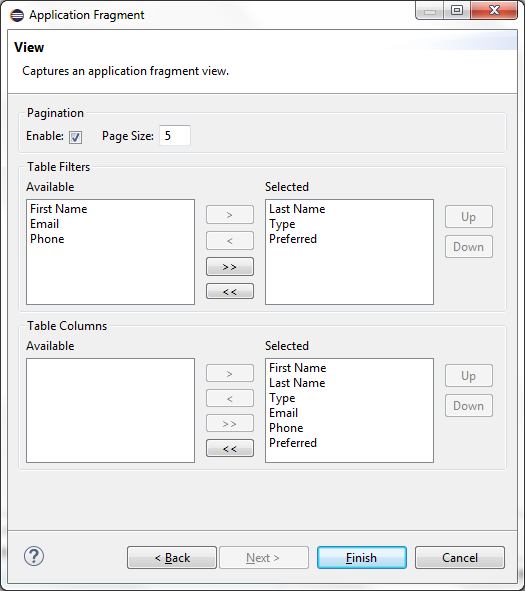 Application Fragment
View
Captures an application fragment view.
Pagination
Enable: Page Size: 5
Table Filters
Available
First Name
Email
Phone
>
<
>>
<<
Selected
Last Name
Type
Preferred
Up
Down
Table Columns
Available
>
<
>>
<<
Selected
First Name
Last Name
Type
Email
Phone
Preferred
Up
Down
? < Back Next > Finish Cancel